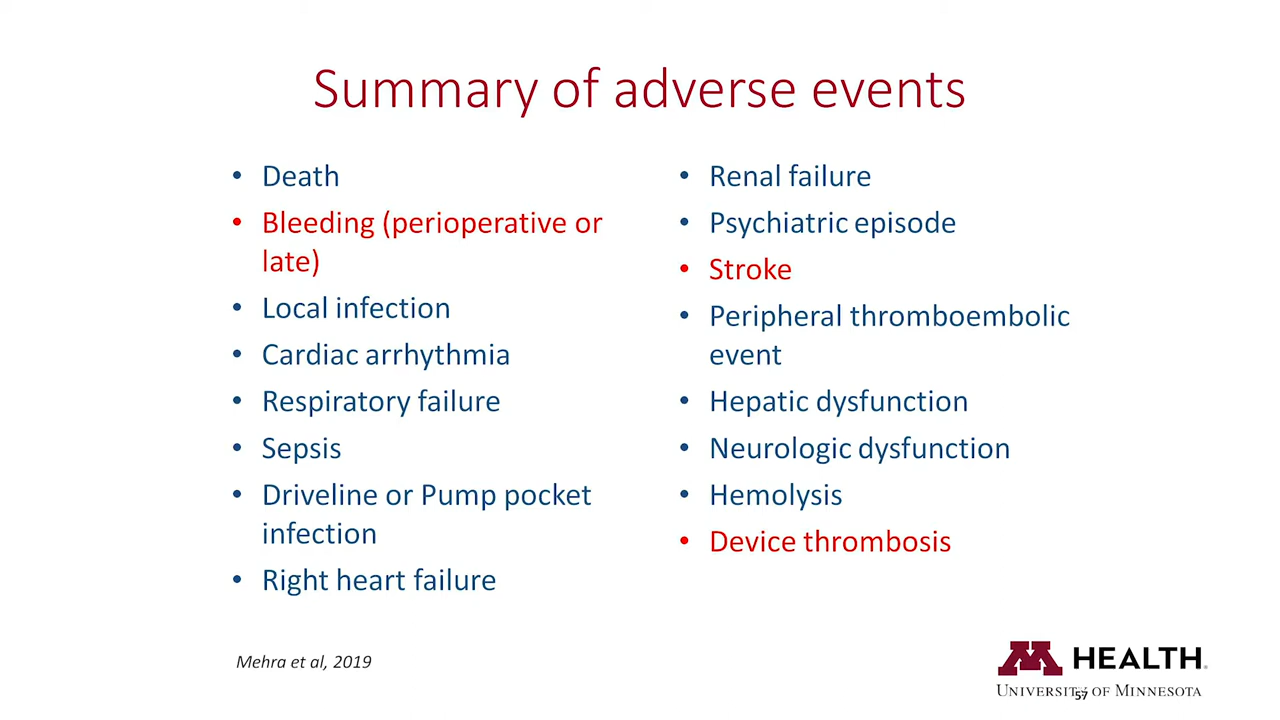 Summary of adverse events
• Death
• Bleeding (perioperative or
late)
• Local infection
• Cardiac arrhythmia
• Respiratory failure
• Sepsis
• Driveline or Pump pocket
infection
• Right heart failure
• Renal failure
• Psychiatric episode
• Stroke
• Peripheral thromboembolic
event
• Hepatic dysfunction
• Neurologic dysfunction
• Hemolysis
• Device thrombosis
Mehra et al, 2019
M HEALTH®
UNIVERSITY OF MINNESOTA
57